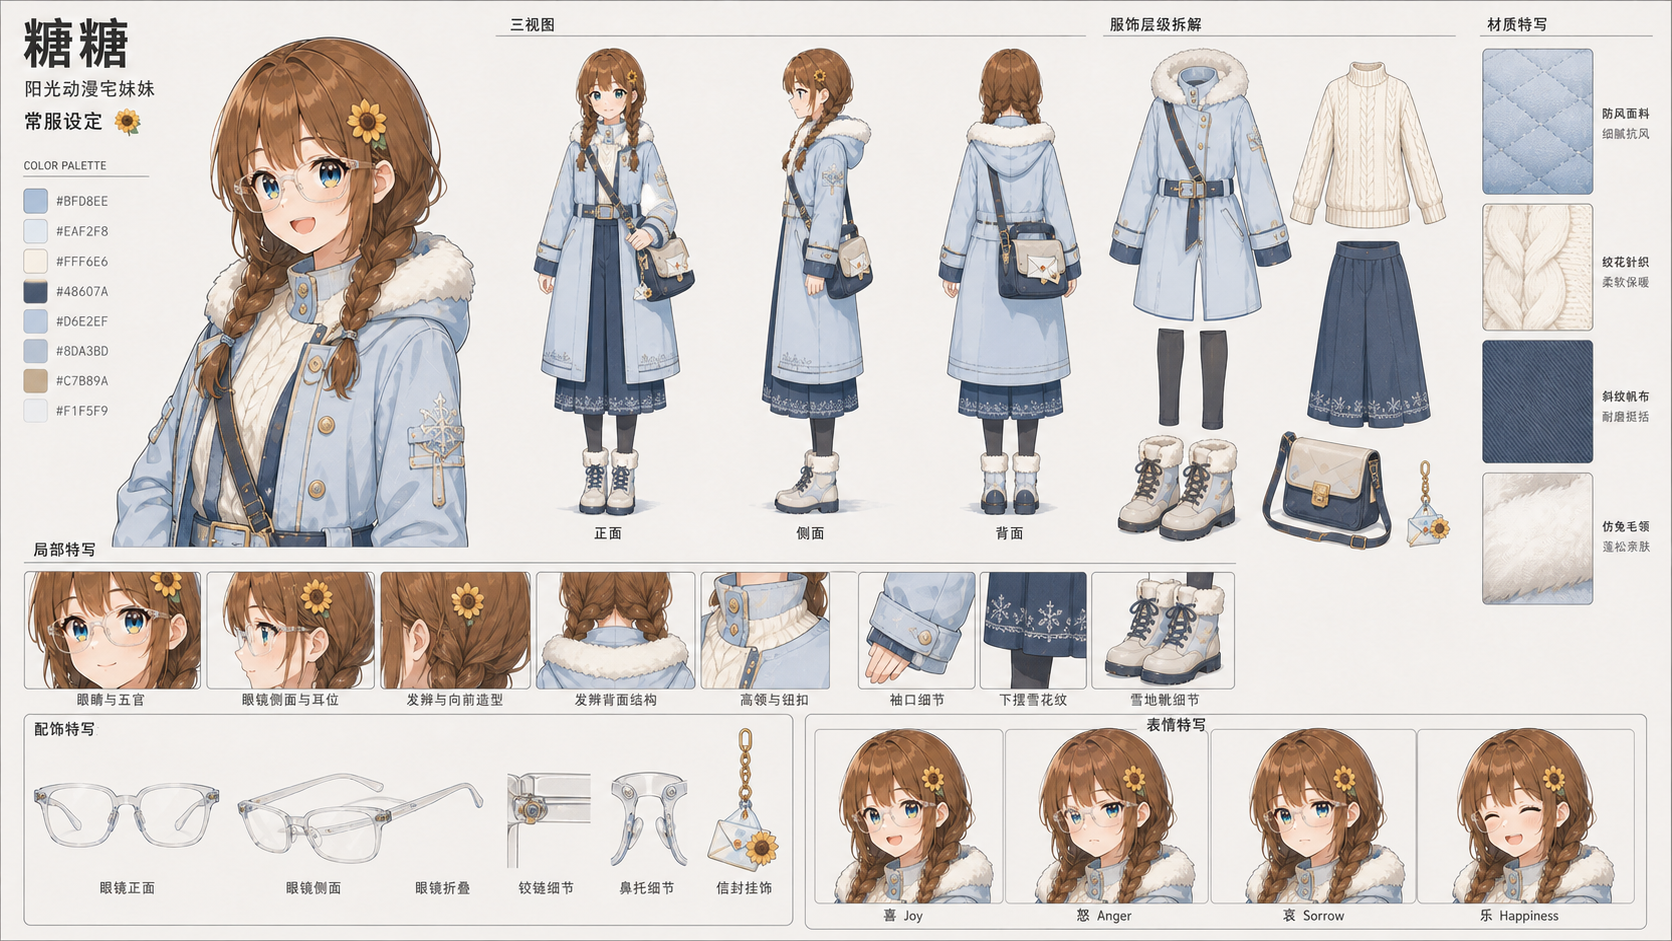 糖糖
阳光动漫宅妹妹
常服设定
COLOR PALETTE
#BFD8EE
#EAF2F8
#FFF6E6
#48607A
#D6E2EF
#8DA3BD
#C7B89A
#F1F5F9
三视图
正面
侧面
背面
服饰层级拆解
材质特写
防风面料
细腻抗风
绞花针织
柔软保暖
斜纹帆布
耐磨挺括
仿兔毛领
蓬松亲肤
局部特写
眼睛与五官
眼镜侧面与耳位
发辫与向前造型
发辫背面结构
高领与钮扣
袖口细节
下摆雪花纹
雪地靴细节
配饰特写
眼镜正面
眼镜侧面
眼镜折叠
铰链细节
鼻托细节
信封挂饰
表情特写
喜 Joy
怒 Anger
哀 Sorrow
乐 Happiness